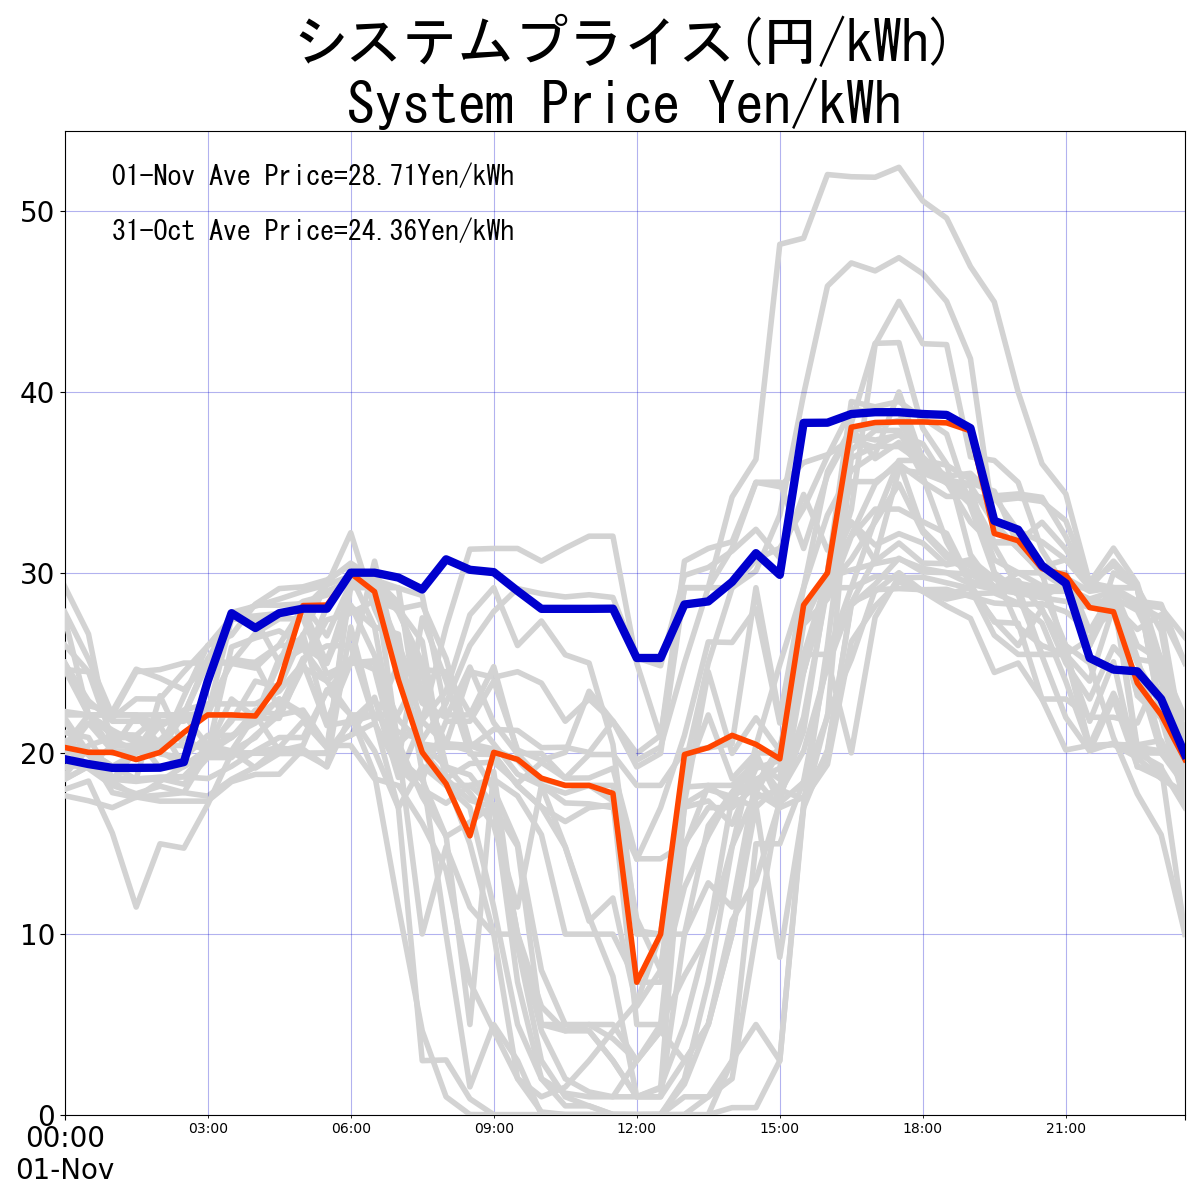 システムプライス(円/kWh)
System Price Yen/kWh
01-Nov Ave Price=28.71Yen/kWh
31-Oct Ave Price=24.36Yen/kWh
50
40
30
20
10
0
00:00 03:00 06:00 09:00 12:00 15:00 18:00 21:00
01-Nov